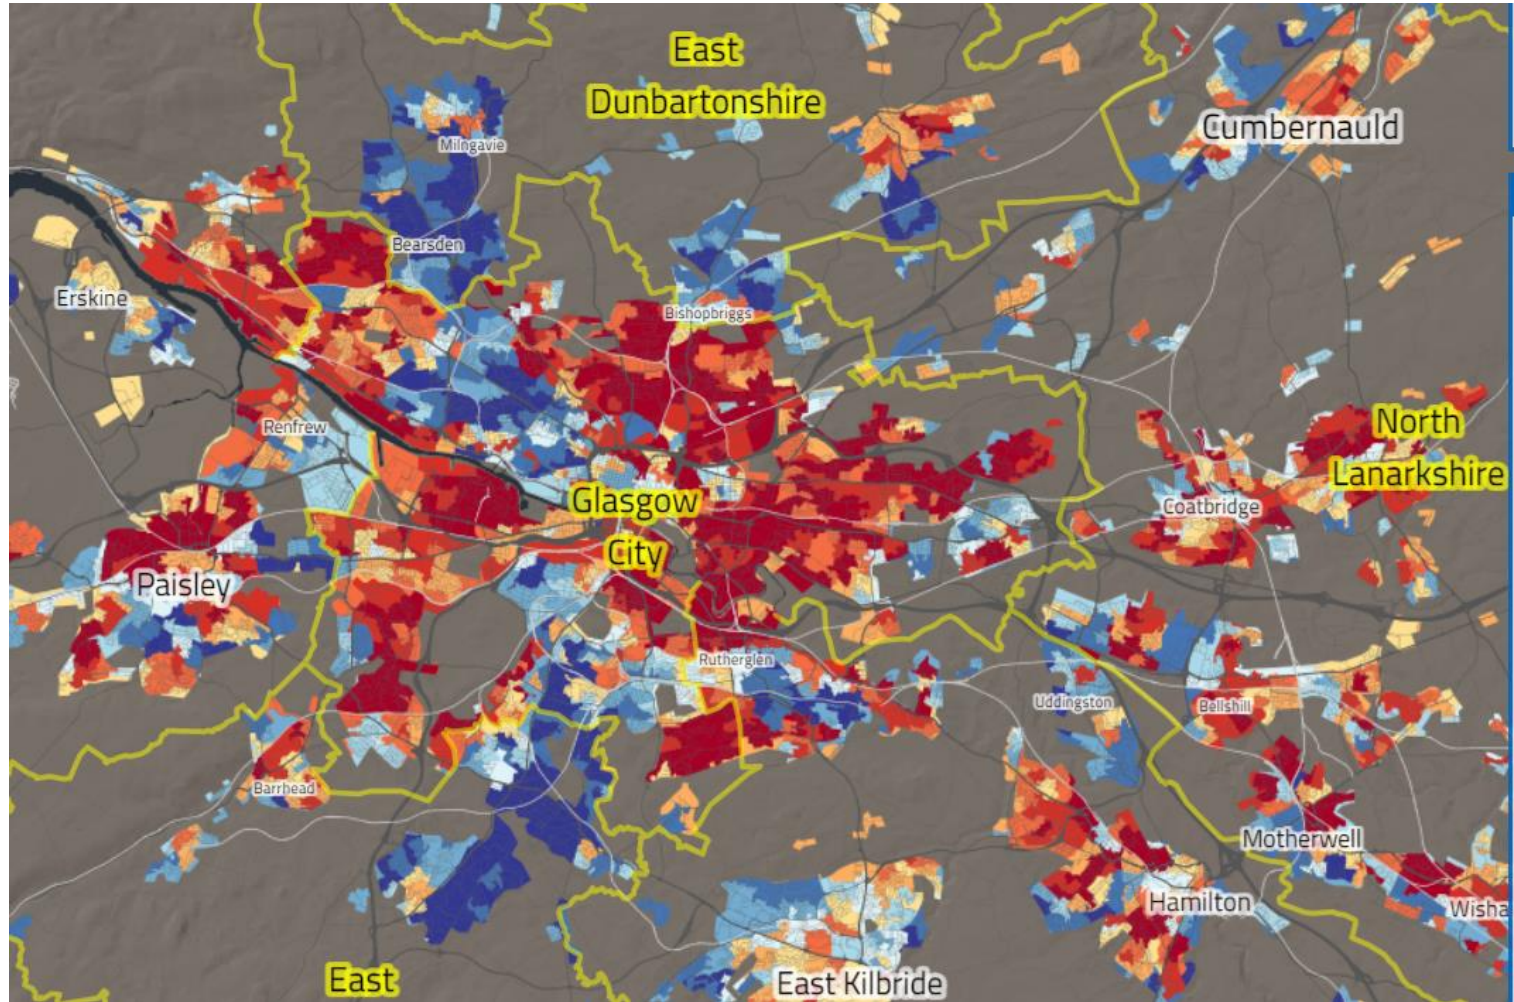 East
Dunbartonshire
Cumbernauld
Milngavie
Bearsden
Erskine
Bishopbriggs
Renfrew
North
Lanarkshire
Glasgow
City
Coatbridge
Paisley
Rutherglen
Uddingston
Bellshill
Barrhead
Motherwell
Hamilton
Wisha
East
East Kilbride